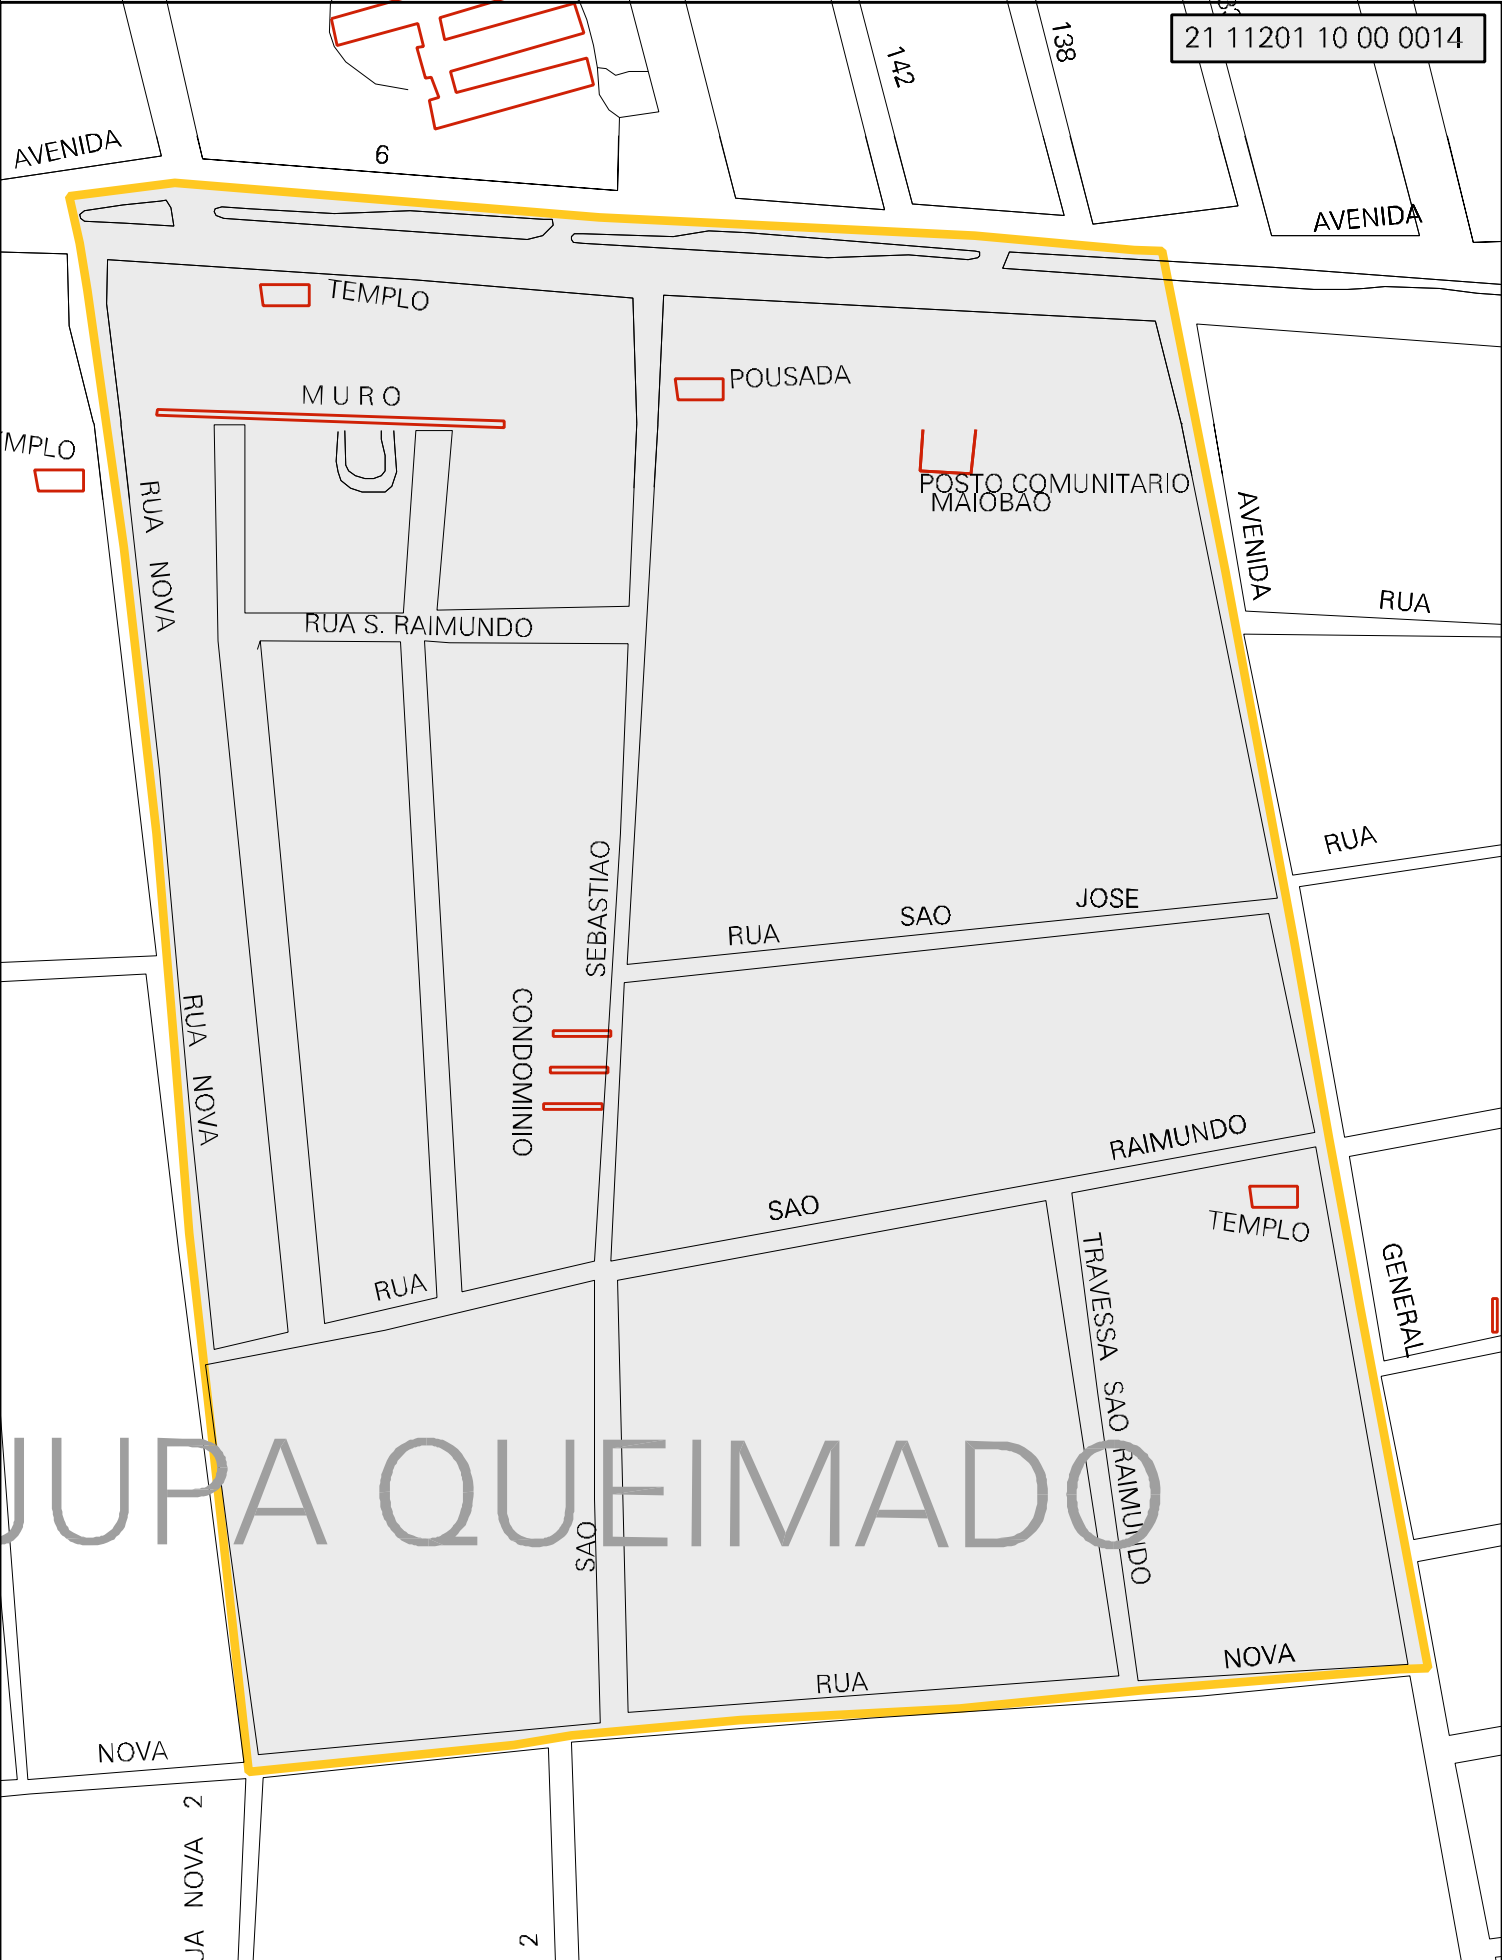 21 11201 10 00 0014
142
138
AVENIDA
6
AVENIDA
TEMPLO
POUSADA
MURO
MPLO
POSTO COMUNITARIO
MAIOBAO
RUA NOVA
AVENIDA
RUA
RUA S. RAIMUNDO
RUA
SEBASTIAO
RUA SAO JOSE
RUA NOVA
CONDOMINIO
RAIMUNDO
SAO
TEMPLO
RUA
TRAVESSA SAO RAIMUNDO
GENERAL
JUPA QUEIMADO
SAO
NOVA
RUA
NOVA
UA NOVA 2
2